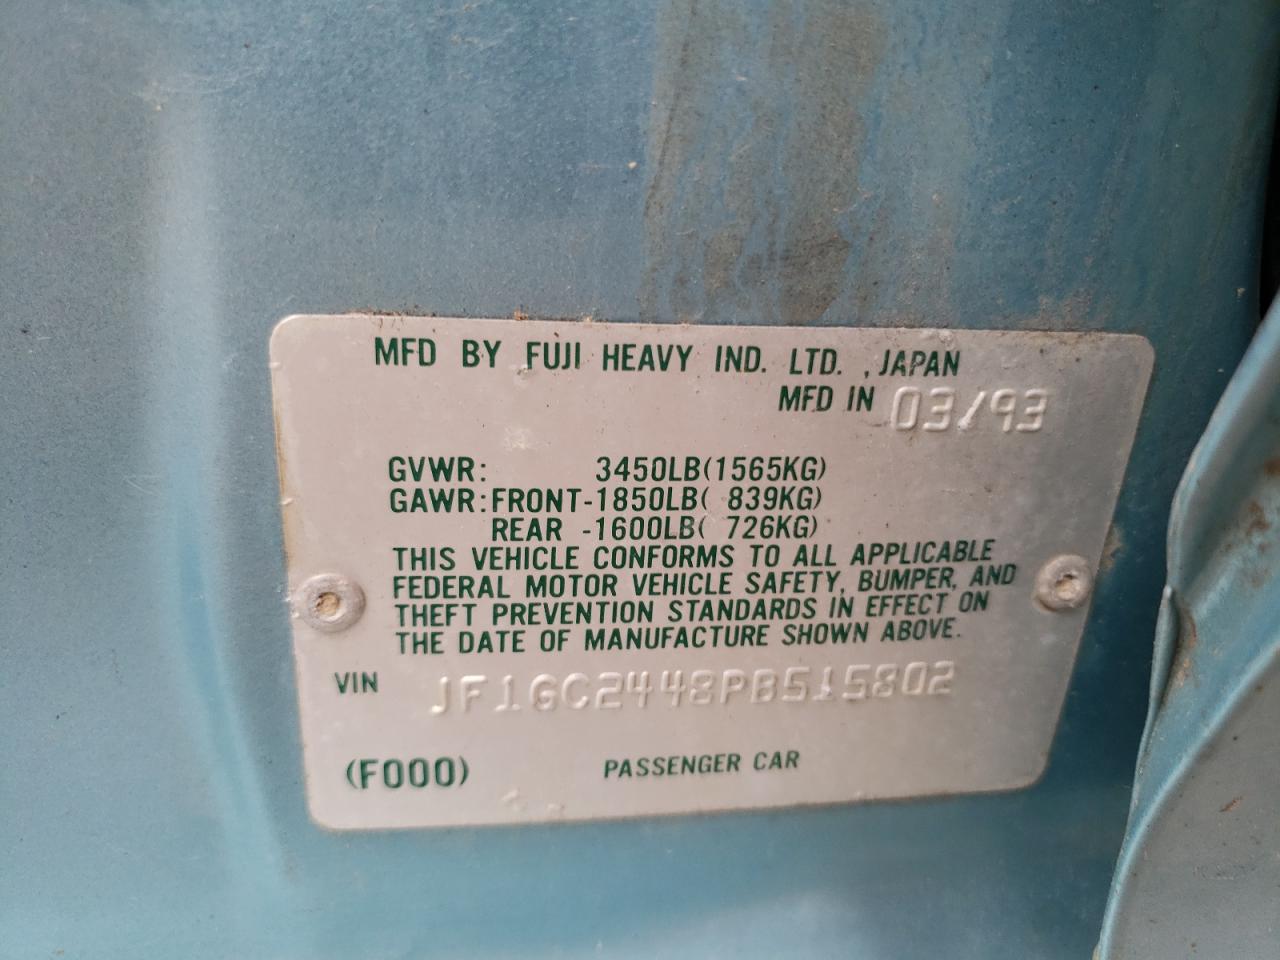 MFD BY FUJI HEAVY IND. LTD. , JAPAN
MFD IN 03/93
GVWR: 3450LB(1565KG)
GAWR:FRONT-1850LB( 839KG)
REAR -1600LB( 726KG)
THIS VEHICLE CONFORMS TO ALL APPLICABLE
FEDERAL MOTOR VEHICLE SAFETY, BUMPER, AND
THEFT PREVENTION STANDARDS IN EFFECT ON
THE DATE OF MANUFACTURE SHOWN ABOVE.
VIN JF1GC2448PB515802
(F000) PASSENGER CAR